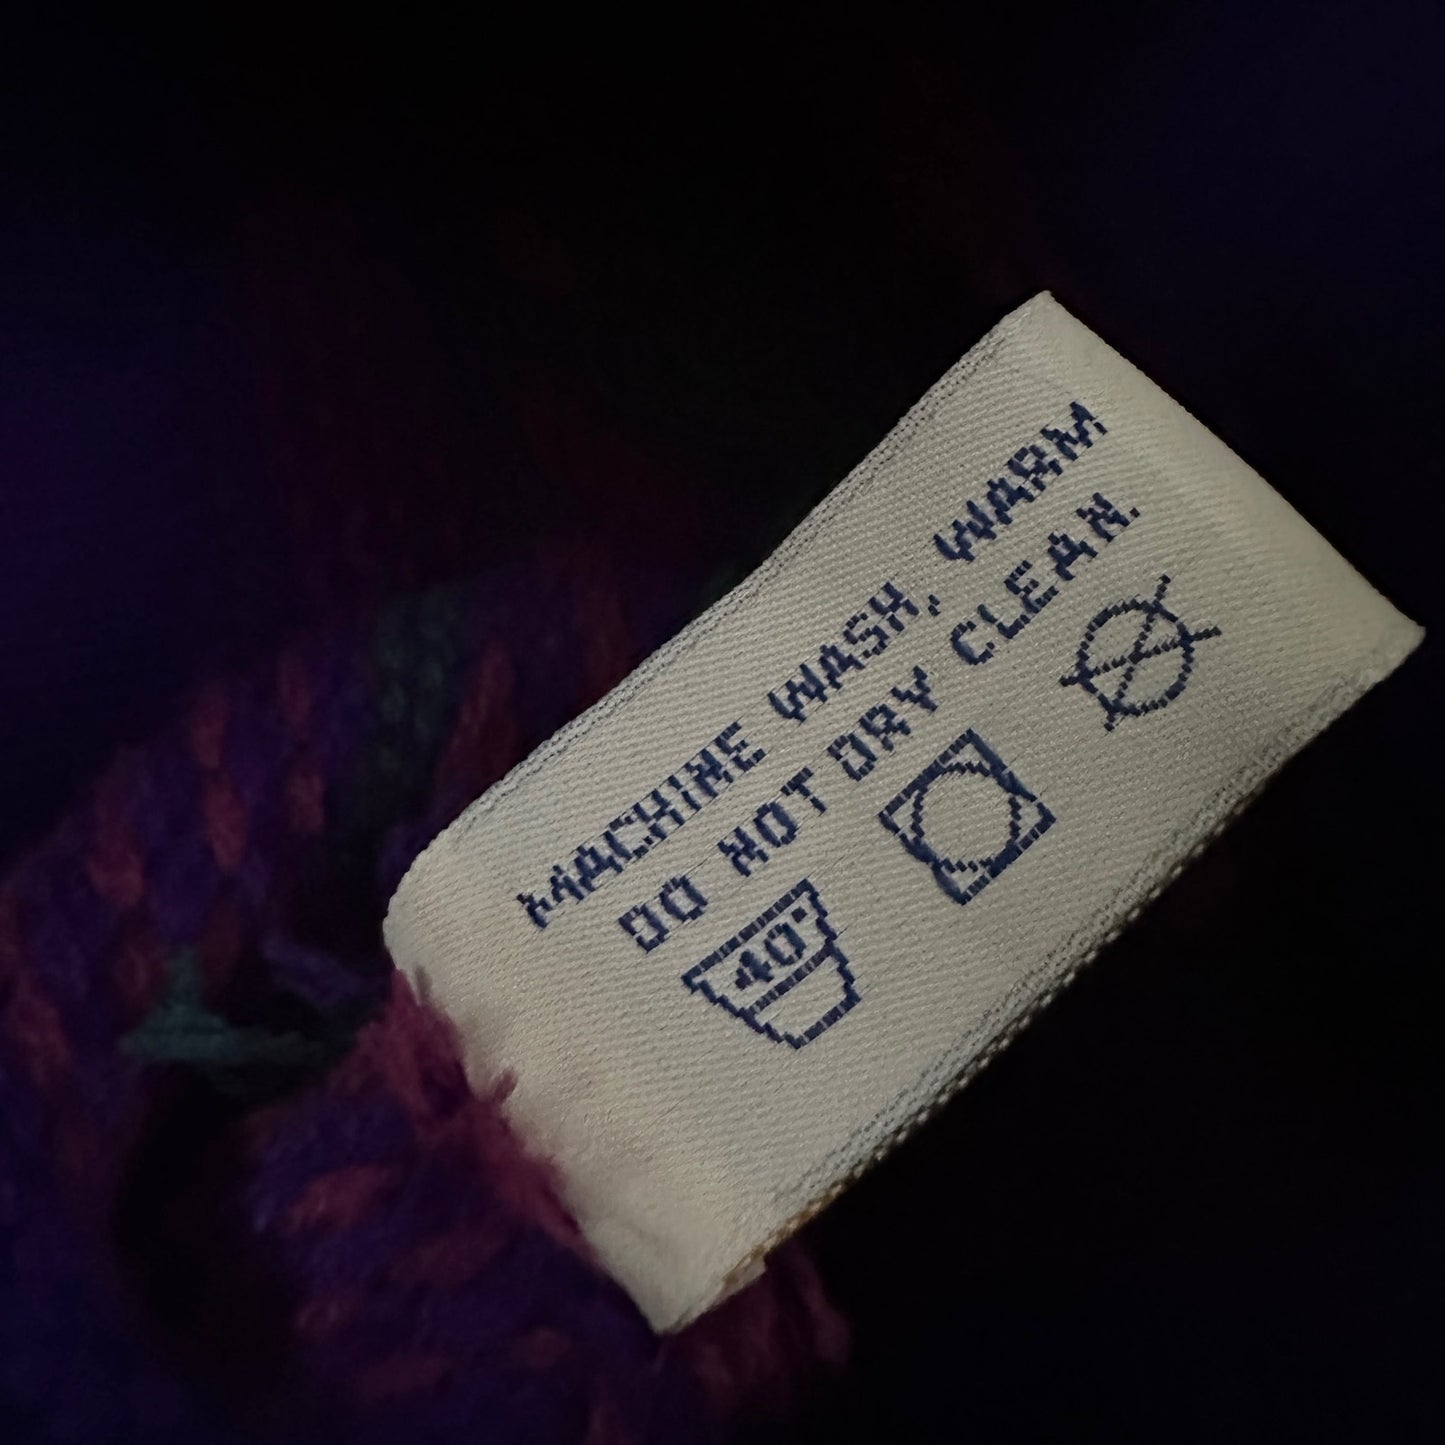 MACHINE WASH, WARM
DO NOT DRY CLEAN.
40°